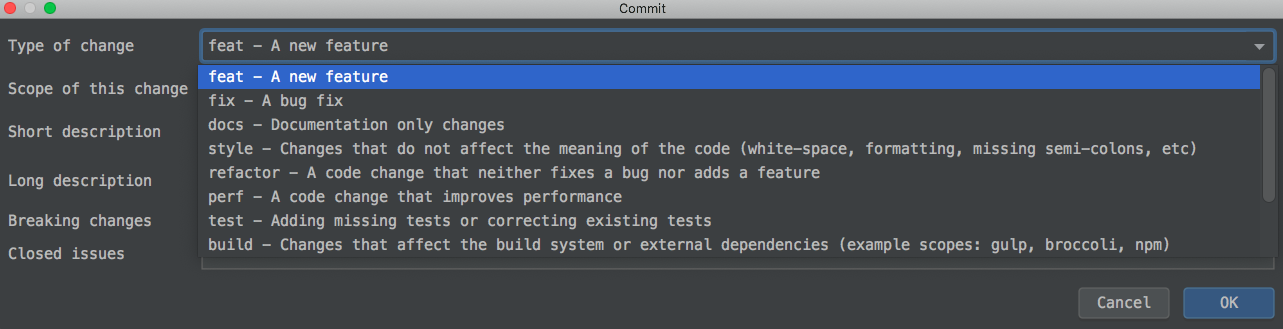 Commit
Type of change
feat – A new feature
feat – A new feature
Scope of this change
fix – A bug fix
docs – Documentation only changes
Short description
style – Changes that do not affect the meaning of the code (white-space, formatting, missing semi-colons, etc)
refactor – A code change that neither fixes a bug nor adds a feature
Long description
perf – A code change that improves performance
Breaking changes
test – Adding missing tests or correcting existing tests
build – Changes that affect the build system or external dependencies (example scopes: gulp, broccoli, npm)
Closed issues
Cancel
OK